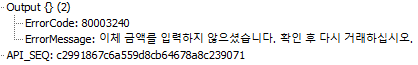 Output {} (2)
ErrorCode: 80003240
ErrorMessage: 이체 금액를 입력하지 않으셨습니다. 확인 후 다시 거래하십시오.
API_SEQ: c2991867c6a559d8cb64678a8c239071